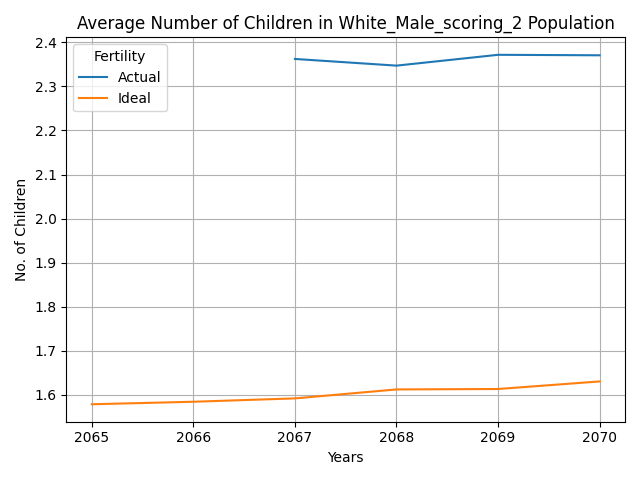 Average Number of Children in White_Male_scoring_2 Population
Fertility
Actual
Ideal
2.4
2.3
2.2
2.1
2.0
1.9
1.8
1.7
1.6
No. of Children
2065 2066 2067 2068 2069 2070
Years